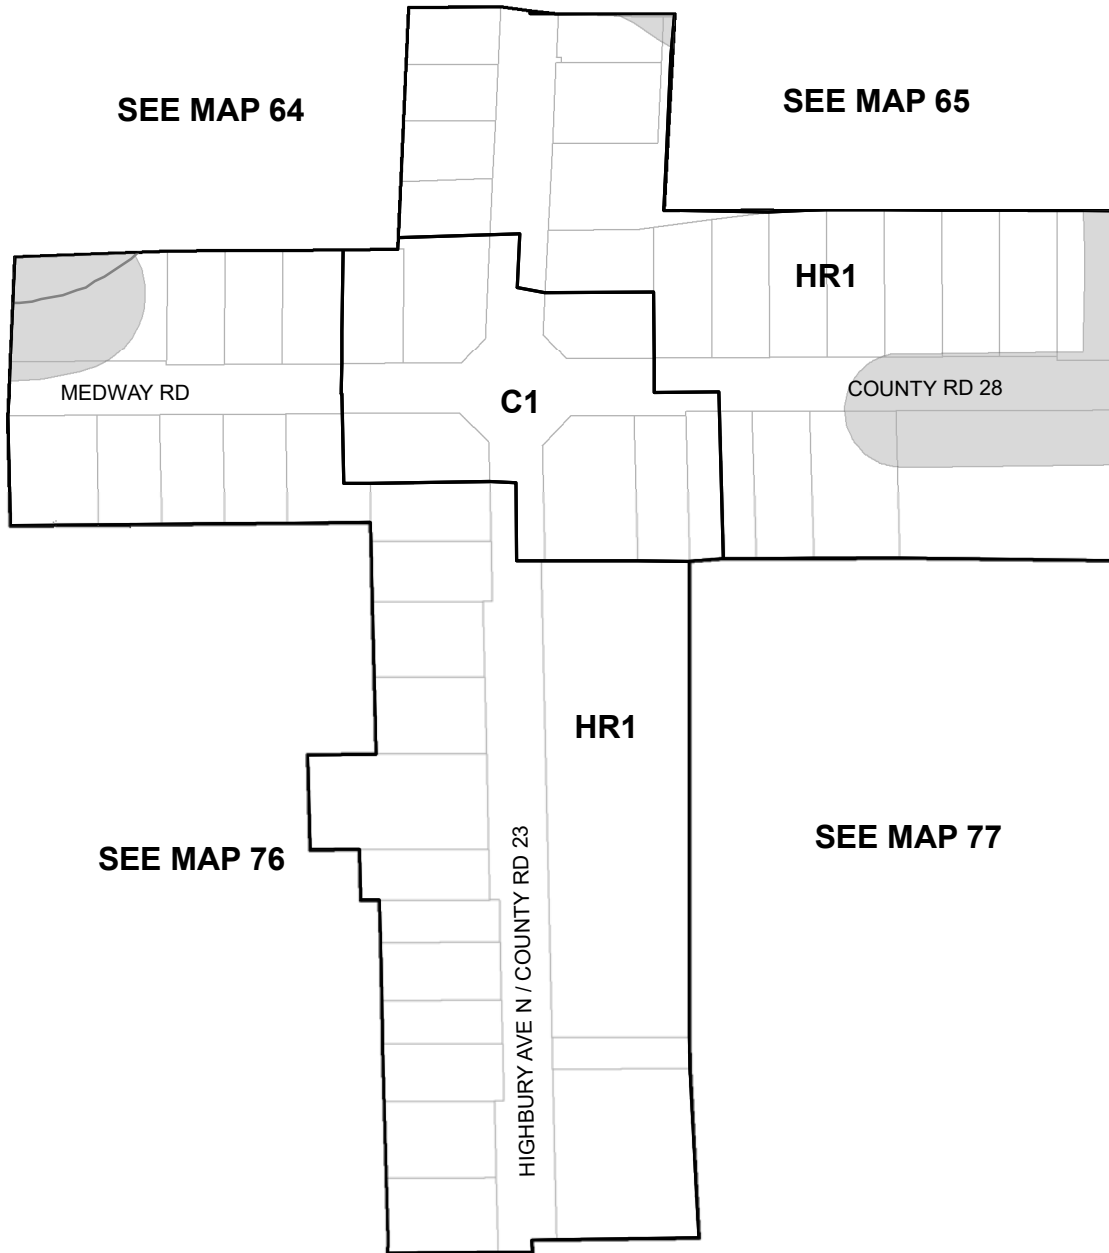 SEE MAP 64
SEE MAP 65
HR1
MEDWAY RD
C1
COUNTY RD 28
HR1
SEE MAP 76
SEE MAP 77
HIGHBURY AVE N / COUNTY RD 23